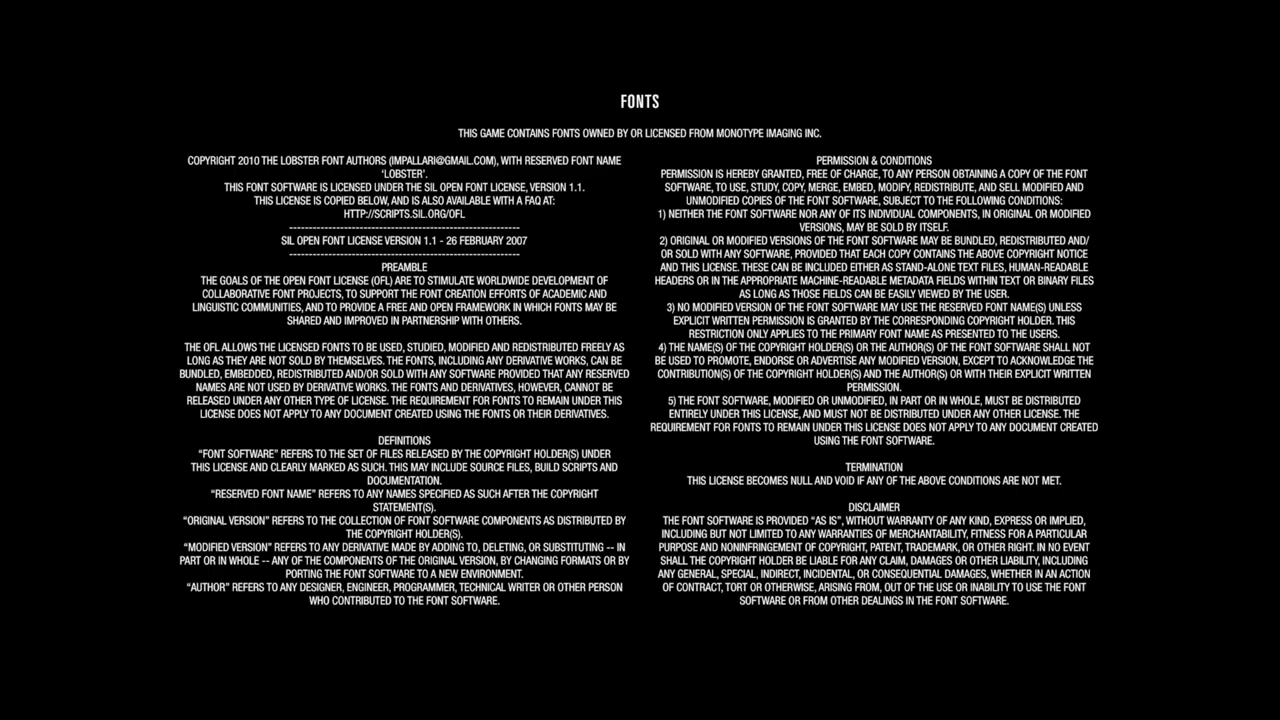 FONTS
THIS GAME CONTAINS FONTS OWNED BY OR LICENSED FROM MONOTYPE IMAGING INC.
COPYRIGHT 2010 THE LOBSTER FONT AUTHORS (IMPALLARI@GMAIL.COM), WITH RESERVED FONT NAME
‘LOBSTER’.
THIS FONT SOFTWARE IS LICENSED UNDER THE SIL OPEN FONT LICENSE, VERSION 1.1.
THIS LICENSE IS COPIED BELOW, AND IS ALSO AVAILABLE WITH A FAQ AT:
HTTP://SCRIPTS.SIL.ORG/OFL
-----------------------------------------------------------
SIL OPEN FONT LICENSE VERSION 1.1 - 26 FEBRUARY 2007
-----------------------------------------------------------
PREAMBLE
THE GOALS OF THE OPEN FONT LICENSE (OFL) ARE TO STIMULATE WORLDWIDE DEVELOPMENT OF
COLLABORATIVE FONT PROJECTS, TO SUPPORT THE FONT CREATION EFFORTS OF ACADEMIC AND
LINGUISTIC COMMUNITIES, AND TO PROVIDE A FREE AND OPEN FRAMEWORK IN WHICH FONTS MAY BE
SHARED AND IMPROVED IN PARTNERSHIP WITH OTHERS.
THE OFL ALLOWS THE LICENSED FONTS TO BE USED, STUDIED, MODIFIED AND REDISTRIBUTED FREELY AS
LONG AS THEY ARE NOT SOLD BY THEMSELVES. THE FONTS, INCLUDING ANY DERIVATIVE WORKS, CAN BE
BUNDLED, EMBEDDED, REDISTRIBUTED AND/OR SOLD WITH ANY SOFTWARE PROVIDED THAT ANY RESERVED
NAMES ARE NOT USED BY DERIVATIVE WORKS. THE FONTS AND DERIVATIVES, HOWEVER, CANNOT BE
RELEASED UNDER ANY OTHER TYPE OF LICENSE. THE REQUIREMENT FOR FONTS TO REMAIN UNDER THIS
LICENSE DOES NOT APPLY TO ANY DOCUMENT CREATED USING THE FONTS OR THEIR DERIVATIVES.
DEFINITIONS
“FONT SOFTWARE” REFERS TO THE SET OF FILES RELEASED BY THE COPYRIGHT HOLDER(S) UNDER
THIS LICENSE AND CLEARLY MARKED AS SUCH. THIS MAY INCLUDE SOURCE FILES, BUILD SCRIPTS AND
DOCUMENTATION.
“RESERVED FONT NAME” REFERS TO ANY NAMES SPECIFIED AS SUCH AFTER THE COPYRIGHT
STATEMENT(S).
“ORIGINAL VERSION” REFERS TO THE COLLECTION OF FONT SOFTWARE COMPONENTS AS DISTRIBUTED BY
THE COPYRIGHT HOLDER(S).
“MODIFIED VERSION” REFERS TO ANY DERIVATIVE MADE BY ADDING TO, DELETING, OR SUBSTITUTING -- IN
PART OR IN WHOLE -- ANY OF THE COMPONENTS OF THE ORIGINAL VERSION, BY CHANGING FORMATS OR BY
PORTING THE FONT SOFTWARE TO A NEW ENVIRONMENT.
“AUTHOR” REFERS TO ANY DESIGNER, ENGINEER, PROGRAMMER, TECHNICAL WRITER OR OTHER PERSON
WHO CONTRIBUTED TO THE FONT SOFTWARE.
PERMISSION & CONDITIONS
PERMISSION IS HEREBY GRANTED, FREE OF CHARGE, TO ANY PERSON OBTAINING A COPY OF THE FONT
SOFTWARE, TO USE, STUDY, COPY, MERGE, EMBED, MODIFY, REDISTRIBUTE, AND SELL MODIFIED AND
UNMODIFIED COPIES OF THE FONT SOFTWARE, SUBJECT TO THE FOLLOWING CONDITIONS:
1) NEITHER THE FONT SOFTWARE NOR ANY OF ITS INDIVIDUAL COMPONENTS, IN ORIGINAL OR MODIFIED
VERSIONS, MAY BE SOLD BY ITSELF.
2) ORIGINAL OR MODIFIED VERSIONS OF THE FONT SOFTWARE MAY BE BUNDLED, REDISTRIBUTED AND/
OR SOLD WITH ANY SOFTWARE, PROVIDED THAT EACH COPY CONTAINS THE ABOVE COPYRIGHT NOTICE
AND THIS LICENSE. THESE CAN BE INCLUDED EITHER AS STAND-ALONE TEXT FILES, HUMAN-READABLE
HEADERS OR IN THE APPROPRIATE MACHINE-READABLE METADATA FIELDS WITHIN TEXT OR BINARY FILES
AS LONG AS THOSE FIELDS CAN BE EASILY VIEWED BY THE USER.
3) NO MODIFIED VERSION OF THE FONT SOFTWARE MAY USE THE RESERVED FONT NAME(S) UNLESS
EXPLICIT WRITTEN PERMISSION IS GRANTED BY THE CORRESPONDING COPYRIGHT HOLDER. THIS
RESTRICTION ONLY APPLIES TO THE PRIMARY FONT NAME AS PRESENTED TO THE USERS.
4) THE NAME(S) OF THE COPYRIGHT HOLDER(S) OR THE AUTHOR(S) OF THE FONT SOFTWARE SHALL NOT
BE USED TO PROMOTE, ENDORSE OR ADVERTISE ANY MODIFIED VERSION, EXCEPT TO ACKNOWLEDGE THE
CONTRIBUTION(S) OF THE COPYRIGHT HOLDER(S) AND THE AUTHOR(S) OR WITH THEIR EXPLICIT WRITTEN
PERMISSION.
5) THE FONT SOFTWARE, MODIFIED OR UNMODIFIED, IN PART OR IN WHOLE, MUST BE DISTRIBUTED
ENTIRELY UNDER THIS LICENSE, AND MUST NOT BE DISTRIBUTED UNDER ANY OTHER LICENSE. THE
REQUIREMENT FOR FONTS TO REMAIN UNDER THIS LICENSE DOES NOT APPLY TO ANY DOCUMENT CREATED
USING THE FONT SOFTWARE.
TERMINATION
THIS LICENSE BECOMES NULL AND VOID IF ANY OF THE ABOVE CONDITIONS ARE NOT MET.
DISCLAIMER
THE FONT SOFTWARE IS PROVIDED “AS IS”, WITHOUT WARRANTY OF ANY KIND, EXPRESS OR IMPLIED,
INCLUDING BUT NOT LIMITED TO ANY WARRANTIES OF MERCHANTABILITY, FITNESS FOR A PARTICULAR
PURPOSE AND NONINFRINGEMENT OF COPYRIGHT, PATENT, TRADEMARK, OR OTHER RIGHT. IN NO EVENT
SHALL THE COPYRIGHT HOLDER BE LIABLE FOR ANY CLAIM, DAMAGES OR OTHER LIABILITY, INCLUDING
ANY GENERAL, SPECIAL, INDIRECT, INCIDENTAL, OR CONSEQUENTIAL DAMAGES, WHETHER IN AN ACTION
OF CONTRACT, TORT OR OTHERWISE, ARISING FROM, OUT OF THE USE OR INABILITY TO USE THE FONT
SOFTWARE OR FROM OTHER DEALINGS IN THE FONT SOFTWARE.